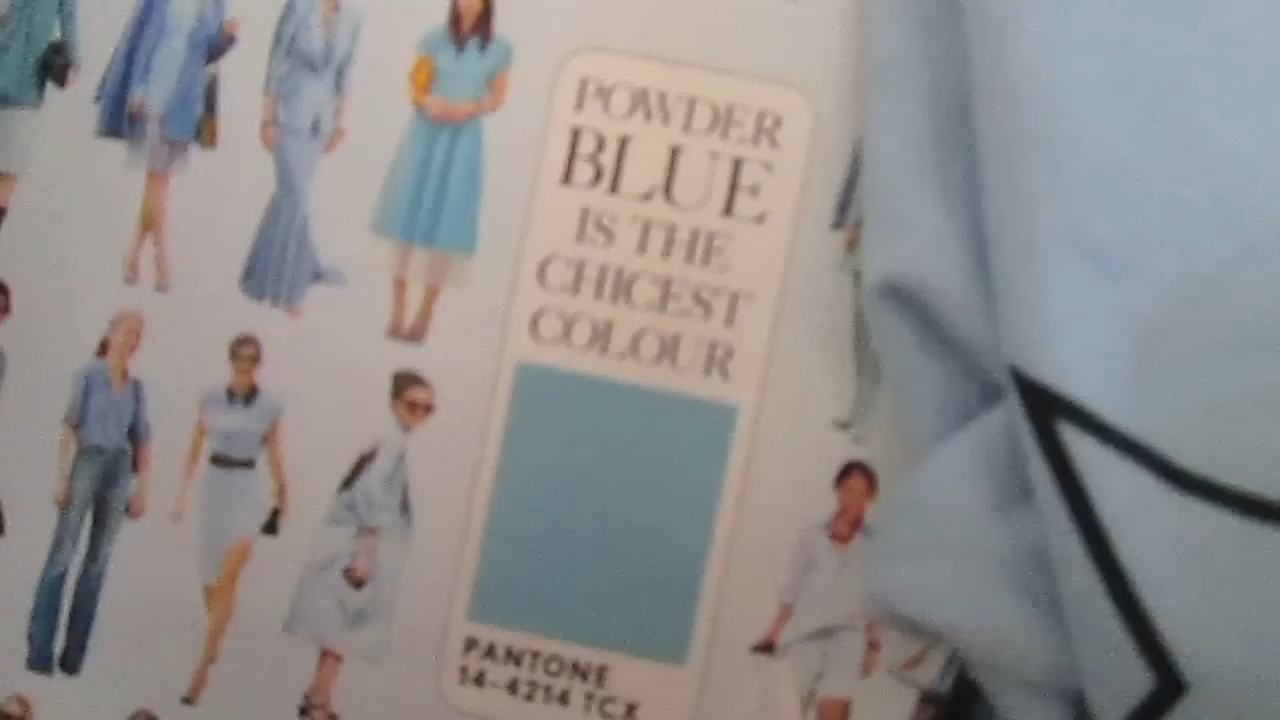 POWDER
BLUE
IS THE
CHICEST
COLOUR
PANTONE
14-4214 TCX